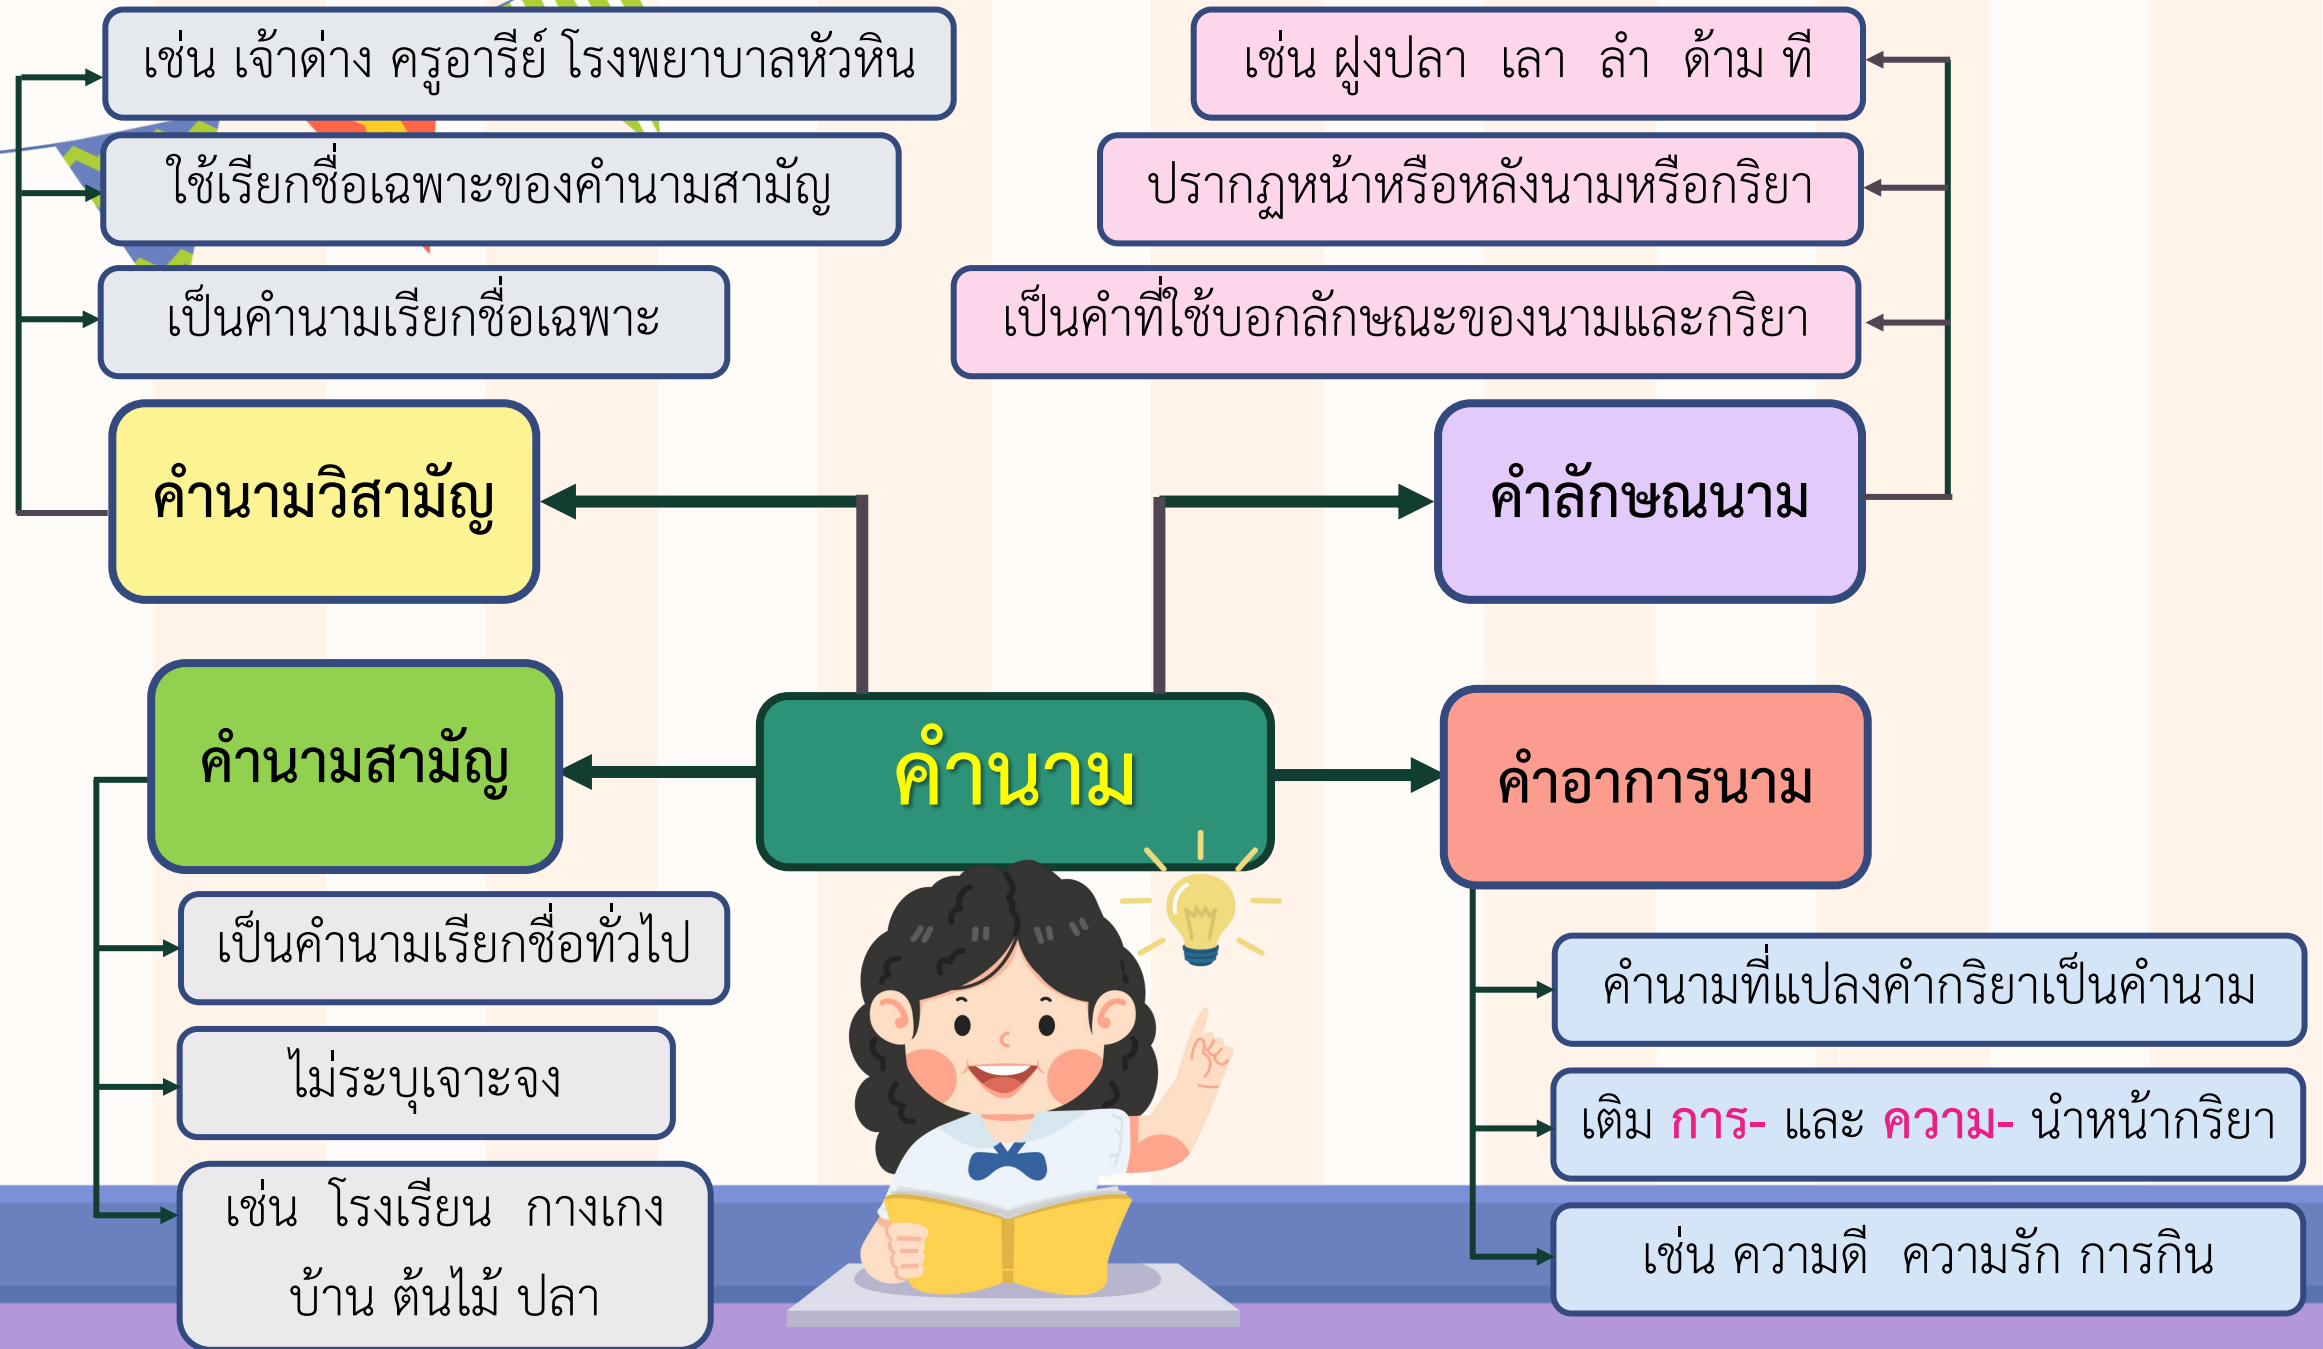 เช่น เจ้าด่าง ครูอารีย์ โรงพยาบาลหัวหิน
ใช้เรียกชื่อเฉพาะของคำนามสามัญ
เป็นคำนามเรียกชื่อเฉพาะ
คำนามวิสามัญ
เช่น ฝูงปลา เลา ลำ ด้าม ที
ปรากฏหน้าหรือหลังนามหรือกริยา
เป็นคำที่ใช้บอกลักษณะของนามและกริยา
คำลักษณนาม
คำนาม
คำนามสามัญ
เป็นคำนามเรียกชื่อทั่วไป
ไม่ระบุเจาะจง
เช่น โรงเรียน กางเกง
บ้าน ต้นไม้ ปลา
คำอาการนาม
คำนามที่แปลงคำกริยาเป็นคำนาม
เติม การ- และ ความ- นำหน้ากริยา
เช่น ความดี ความรัก การกิน